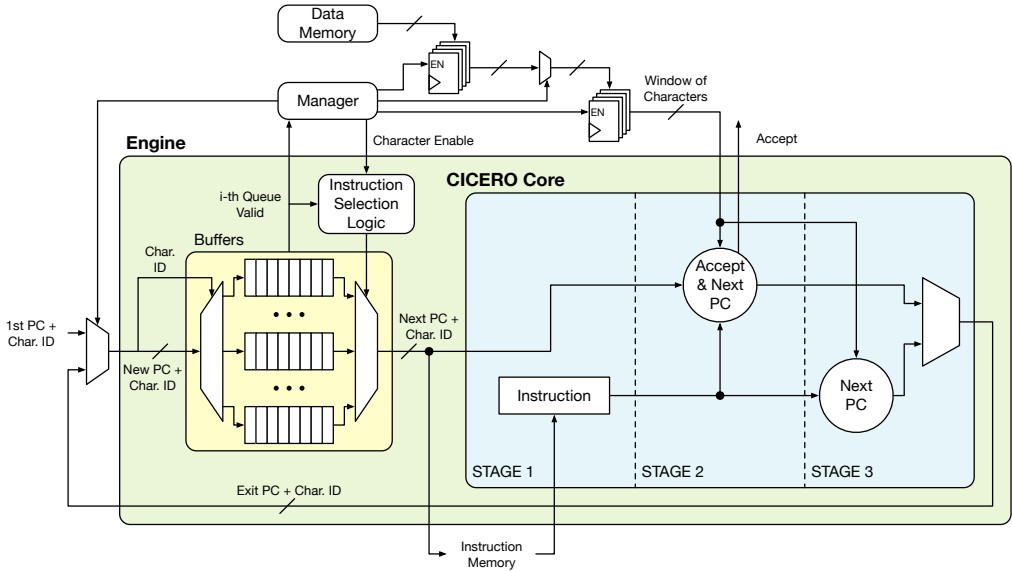 Data
Memory
EN
Manager
EN
Window of
Characters
Character Enable
Accept
Engine
CICERO Core
i-th Queue
Valid
Instruction
Selection
Logic
Buffers
Char.
ID
Accept
& Next
PC
1st PC +
Char. ID
New PC +
Char. ID
Next PC +
Char. ID
Instruction
Next
PC
STAGE 1
STAGE 2
STAGE 3
Exit PC + Char. ID
Instruction
Memory